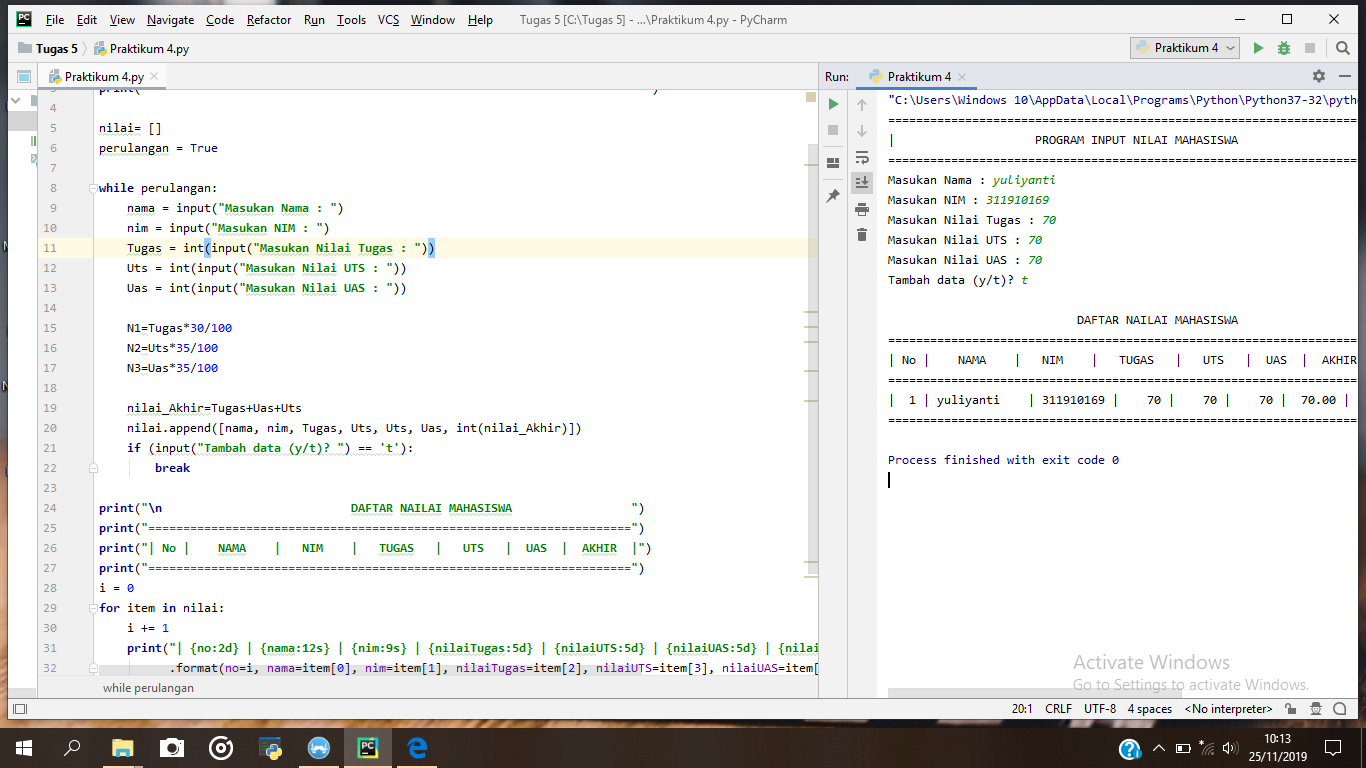 File Edit View Navigate Code Refactor Run Tools VCS Window Help Tugas 5 [C:\Tugas 5] - ...\Praktikum 4.py - PyCharm
Tugas 5 Praktikum 4.py Praktikum 4
Praktikum 4.py
print(" ")
4
5 nilai= []
6 perulangan = True
7
8 while perulangan:
9 nama = input("Masukan Nama : ")
10 nim = input("Masukan NIM : ")
11 Tugas = int(input("Masukan Nilai Tugas : "))
12 Uts = int(input("Masukan Nilai UTS : "))
13 Uas = int(input("Masukan Nilai UAS : "))
14
15 N1=Tugas*30/100
16 N2=Uts*35/100
17 N3=Uas*35/100
18
19 nilai_Akhir=Tugas+Uas+Uts
20 nilai.append([nama, nim, Tugas, Uts, Uts, Uas, int(nilai_Akhir)])
21 if (input("Tambah data (y/t)? ") == 't'):
22 break
23
24 print("\n DAFTAR NAILAI MAHASISWA ")
25 print("=====================================================================")
26 print("| No | NAMA | NIM | TUGAS | UTS | UAS | AKHIR |")
27 print("=====================================================================")
28 i = 0
29 for item in nilai:
30 i += 1
31 print("| {no:2d} | {nama:12s} | {nim:9s} | {nilaiTugas:5d} | {nilaiUTS:5d} | {nilaiUAS:5d} | {nilai
32 .format(no=i, nama=item[0], nim=item[1], nilaiTugas=item[2], nilaiUTS=item[3], nilaiUAS=item[
while perulangan
Run: Praktikum 4
"C:\Users\Windows 10\AppData\Local\Programs\Python\Python37-32\pytho
===================================================================
| PROGRAM INPUT NILAI MAHASISWA
===================================================================
Masukan Nama : yuliyanti
Masukan NIM : 311910169
Masukan Nilai Tugas : 70
Masukan Nilai UTS : 70
Masukan Nilai UAS : 70
Tambah data (y/t)? t
DAFTAR NAILAI MAHASISWA
===================================================================
| No | NAMA | NIM | TUGAS | UTS | UAS | AKHIR
===================================================================
| 1 | yuliyanti | 311910169 | 70 | 70 | 70 | 70.00 |
===================================================================
Process finished with exit code 0
Activate Windows
Go to Settings to activate Windows.
20:1 CRLF UTF-8 4 spaces <No interpreter>
10:13
25/11/2019